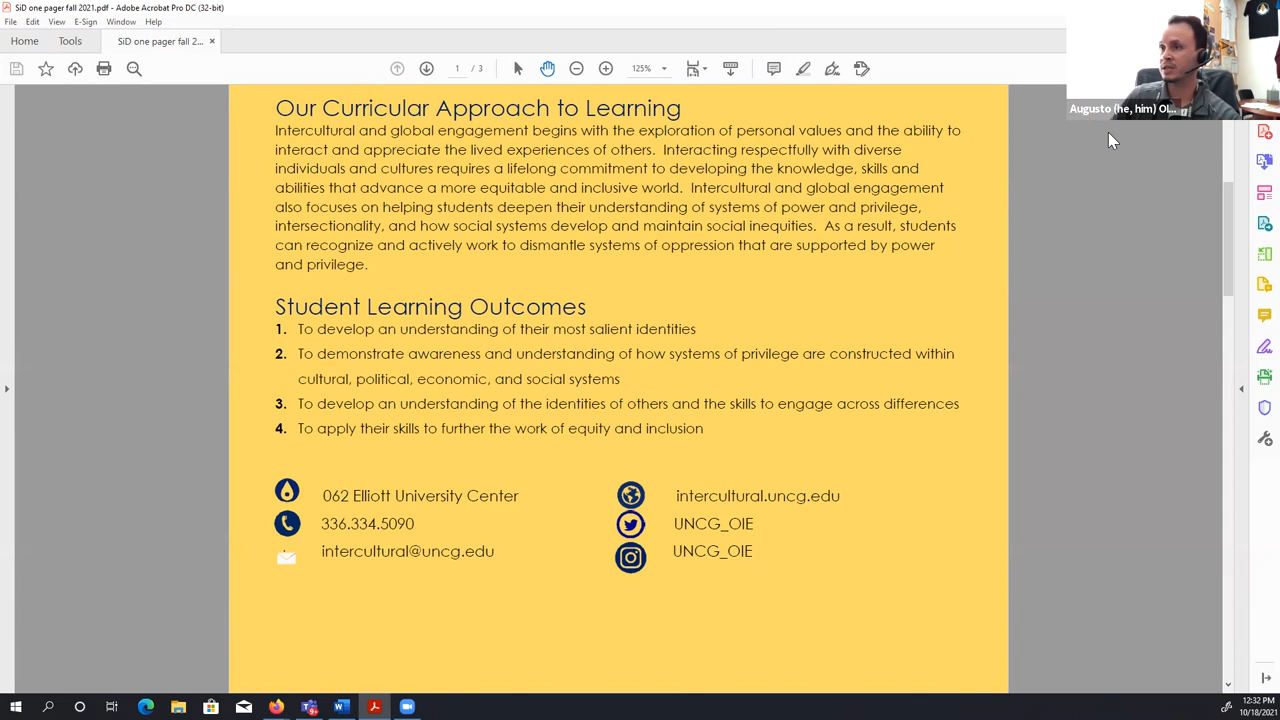 SiD one pager fall 2021.pdf - Adobe Acrobat Pro DC (32-bit)
File Edit View E-Sign Window Help
Home Tools SiD one pager fall 2... ×
1 / 3 125%
Augusto (he, him) OI...
Our Curricular Approach to Learning
Intercultural and global engagement begins with the exploration of personal values and the ability to
interact and appreciate the lived experiences of others. Interacting respectfully with diverse
individuals and cultures requires a lifelong commitment to developing the knowledge, skills and
abilities that advance a more equitable and inclusive world. Intercultural and global engagement
also focuses on helping students deepen their understanding of systems of power and privilege,
intersectionality, and how social systems develop and maintain social inequities. As a result, students
can recognize and actively work to dismantle systems of oppression that are supported by power
and privilege.
Student Learning Outcomes
1. To develop an understanding of their most salient identities
2. To demonstrate awareness and understanding of how systems of privilege are constructed within
cultural, political, economic, and social systems
3. To develop an understanding of the identities of others and the skills to engage across differences
4. To apply their skills to further the work of equity and inclusion
062 Elliott University Center
336.334.5090
intercultural@uncg.edu
intercultural.uncg.edu
UNCG_OIE
UNCG_OIE
12:32 PM
10/18/2021